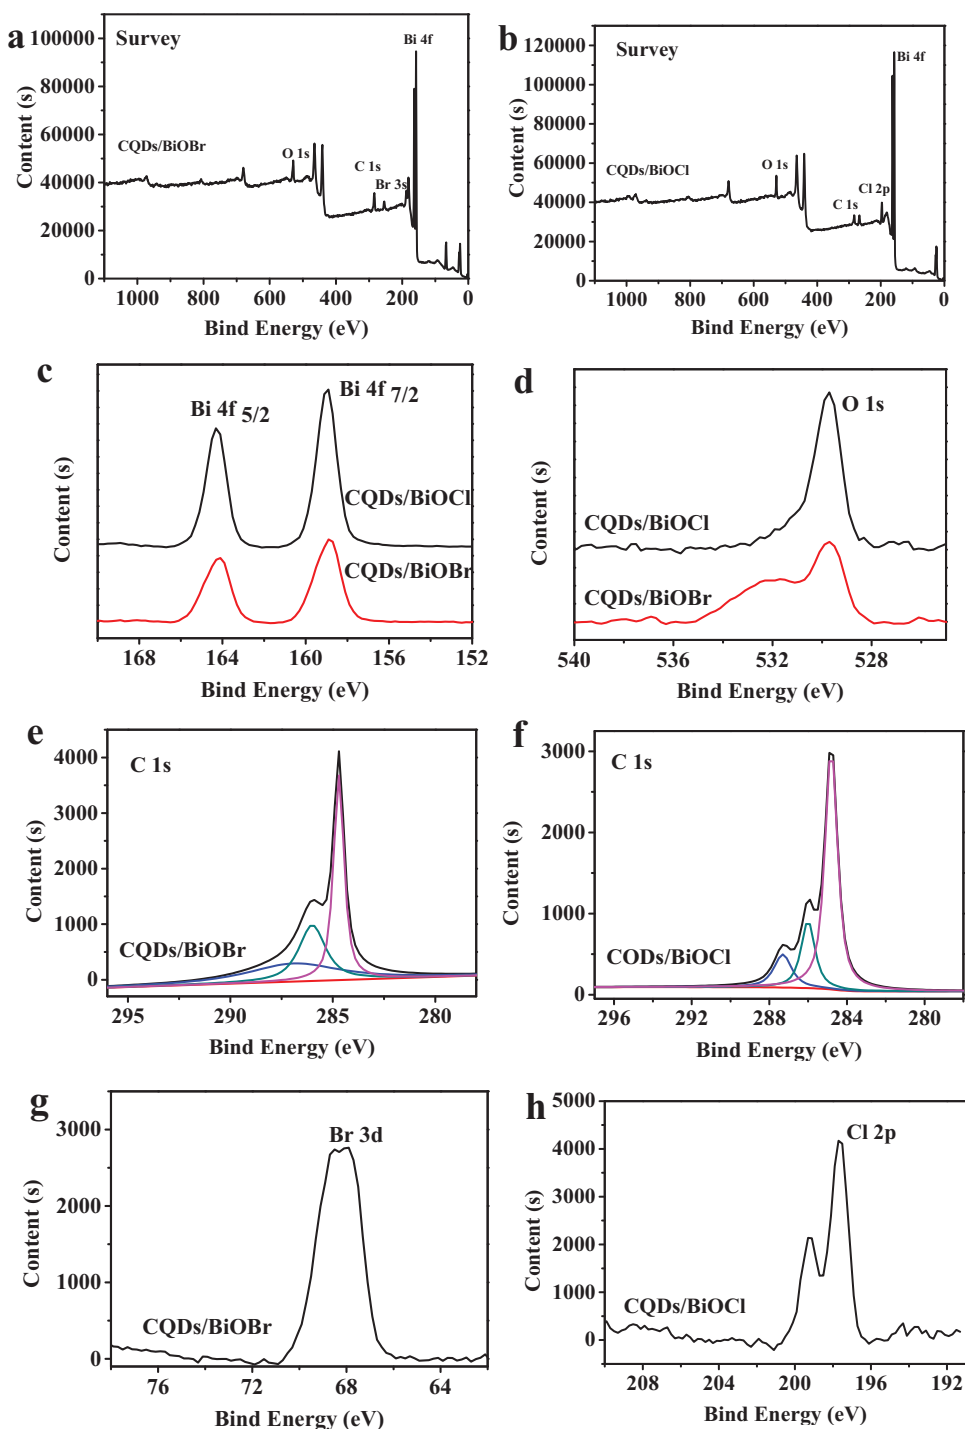 a
Survey
Bi 4f
CQDs/BiOBr
O 1s
C 1s
Br 3s
100000
80000
60000
40000
20000
0
1000 800 600 400 200 0
Content (s)
Bind Energy (eV)
b
Survey
Bi 4f
CQDs/BiOCl
O 1s
C 1s
Cl 2p
120000
100000
80000
60000
40000
20000
0
1000 800 600 400 200 0
Content (s)
Bind Energy (eV)
c
Bi 4f 5/2
Bi 4f 7/2
CQDs/BiOCl
CQDs/BiOBr
168 164 160 156 152
Content (s)
Bind Energy (eV)
d
O 1s
CQDs/BiOCl
CQDs/BiOBr
540 536 532 528
Content (s)
Bind Energy (eV)
e
C 1s
CQDs/BiOBr
4000
3000
2000
1000
0
295 290 285 280
Content (s)
Bind Energy (eV)
f
C 1s
CODs/BiOCl
3000
2000
1000
0
296 292 288 284 280
Content (s)
Bind Energy (eV)
g
Br 3d
CQDs/BiOBr
3000
2000
1000
0
76 72 68 64
Content (s)
Bind Energy (eV)
h
Cl 2p
CQDs/BiOCl
5000
4000
3000
2000
1000
0
208 204 200 196 192
Content (s)
Bind Energy (eV)